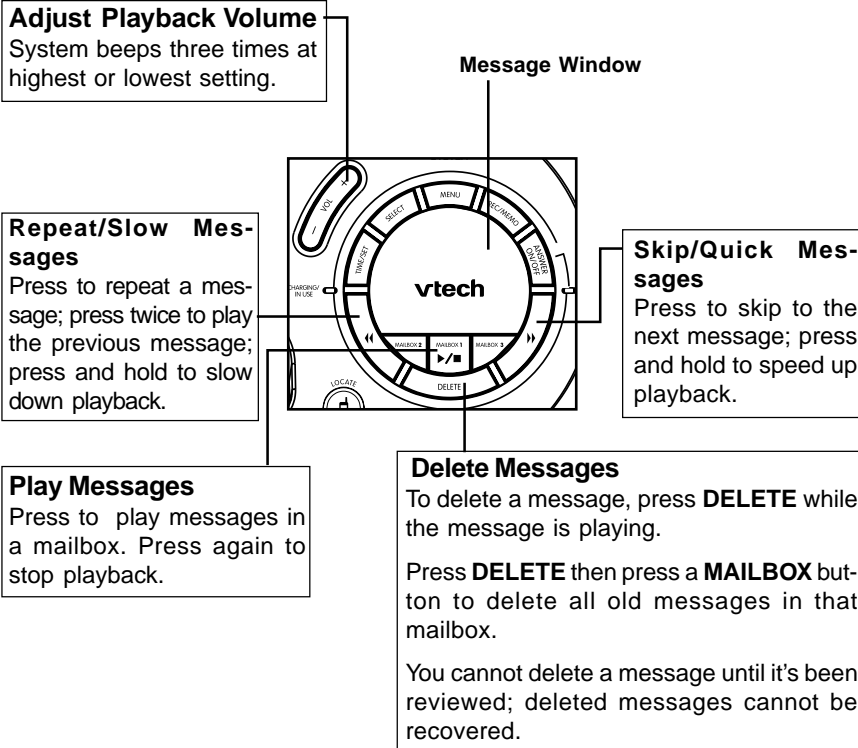 Adjust Playback Volume
System beeps three times at
highest or lowest setting.
Message Window
Repeat/Slow Mes-
sages
Press to repeat a mes-
sage; press twice to play
the previous message;
press and hold to slow
down playback.
VOL
+
–
TIME/SET
SELECT
MENU
REC/MEMO
ANSWER
ON/OFF
CHARGING/
IN USE
vtech
MAILBOX 2
MAILBOX 1
MAILBOX 3
DELETE
LOCATE
Skip/Quick Mes-
sages
Press to skip to the
next message; press
and hold to speed up
playback.
Play Messages
Press to play messages in
a mailbox. Press again to
stop playback.
Delete Messages
To delete a message, press DELETE while
the message is playing.
Press DELETE then press a MAILBOX but-
ton to delete all old messages in that
mailbox.
You cannot delete a message until it's been
reviewed; deleted messages cannot be
recovered.